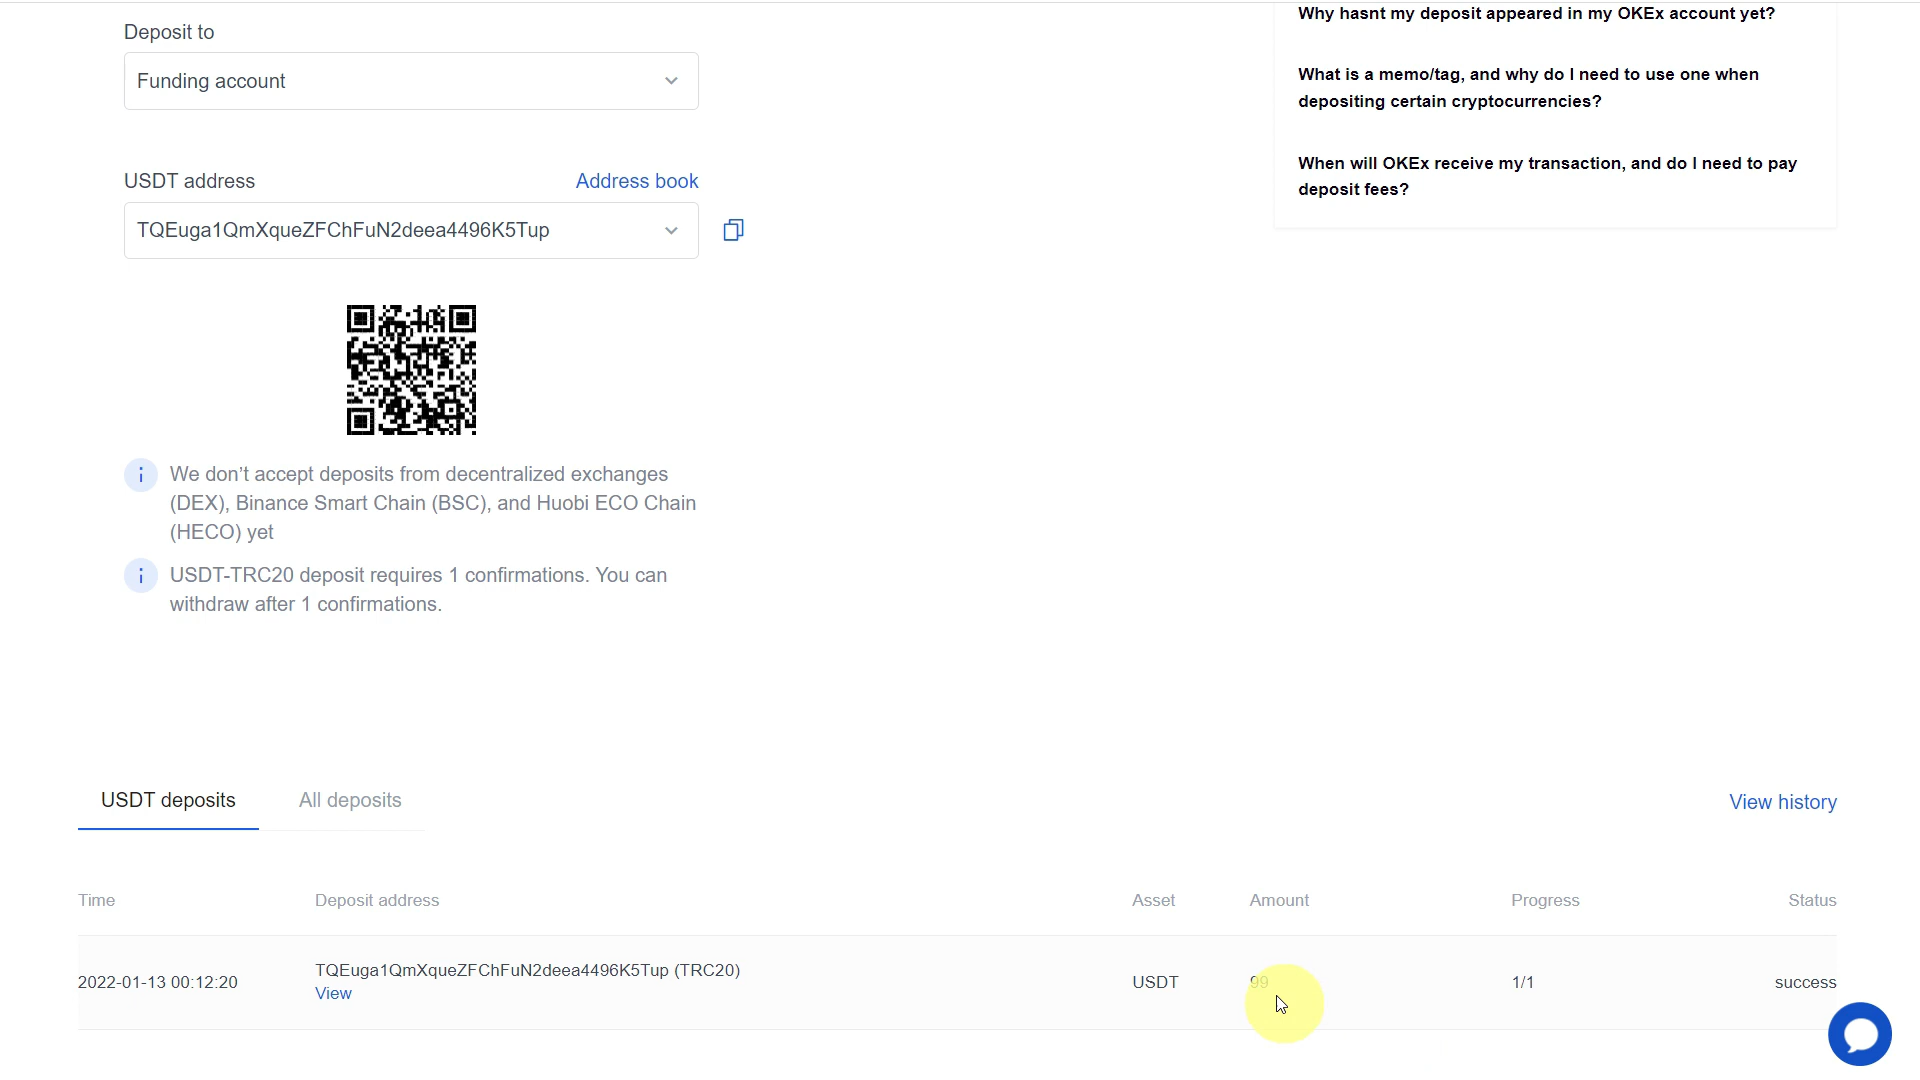 Deposit to
Funding account
USDT address
Address book
TQEuga1QmXqueZFChFuN2deea4496K5Tup
We don’t accept deposits from decentralized exchanges
(DEX), Binance Smart Chain (BSC), and Huobi ECO Chain
(HECO) yet
USDT-TRC20 deposit requires 1 confirmations. You can
withdraw after 1 confirmations.
Why hasnt my deposit appeared in my OKEx account yet?
What is a memo/tag, and why do I need to use one when
depositing certain cryptocurrencies?
When will OKEx receive my transaction, and do I need to pay
deposit fees?
USDT deposits
All deposits
View history
Time
Deposit address
Asset
Amount
Progress
Status
2022-01-13 00:12:20
TQEuga1QmXqueZFChFuN2deea4496K5Tup (TRC20)
View
USDT
99
1/1
success